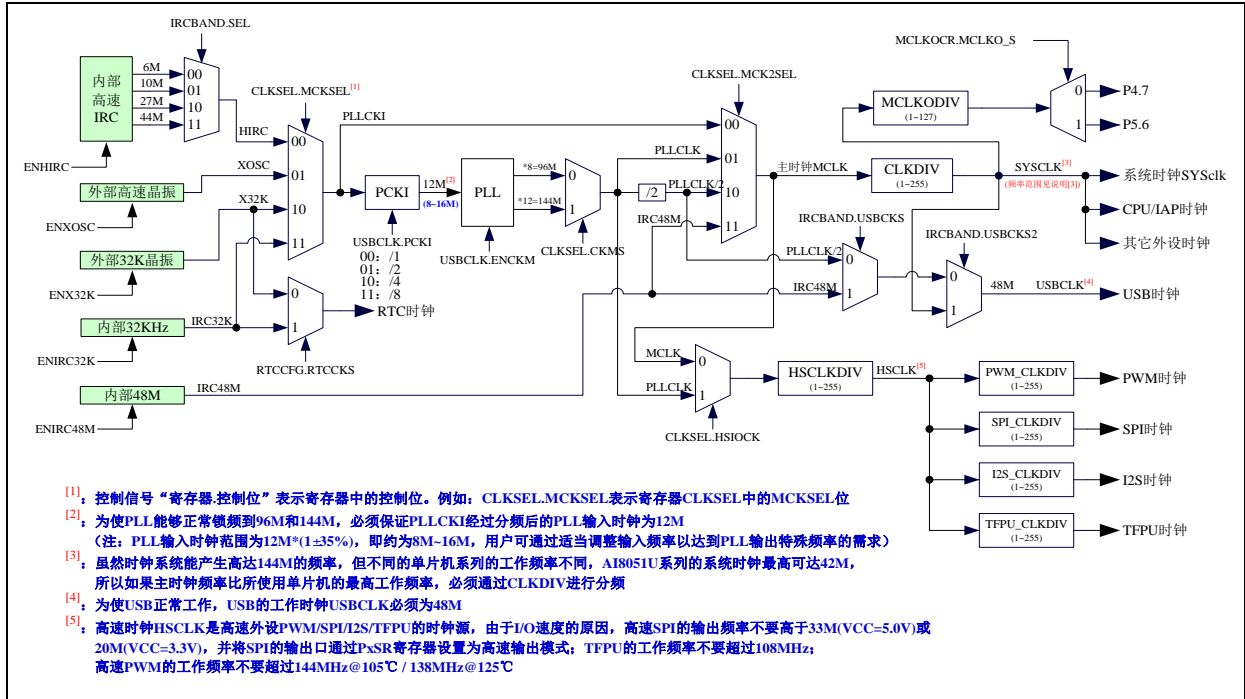 IRCBAND.SEL
内部
高速
IRC
6M
10M
27M
44M
00
01
10
11
ENHIRC
HIRC
外部高速晶振
XOSC
ENXOSC
外部32K晶振
X32K
ENX32K
内部32KHz
IRC32K
ENIRC32K
内部48M
IRC48M
ENIRC48M
CLKSEL.MCKSEL[1]
00
01
10
11
0
1
RTC时钟
RTCCFG.RTCCKS
PLLCKI
PCKI
USBCLK.PCKI
00: /1
01: /2
10: /4
11: /8
12M[2]
(8~16M)
PLL
USBCLK.ENCKM
*8=96M
*12=144M
0
1
CLKSEL.CKMS
/2
CLKSEL.MCK2SEL
PLLCLK
PLLCLK/2
IRC48M
00
01
10
11
主时钟MCLK
CLKDIV
(1~255)
MCLKODIV
(1~127)
MCLKOCR.MCLKO_S
0
1
P4.7
P5.6
SYSCLK[3]
(频率范围见说明[3])
系统时钟SYSclk
CPU/IAP时钟
其它外设时钟
IRCBAND.USBCKS
PLLCLK/2
IRC48M
0
1
IRCBAND.USBCKS2
0
1
48M
USBCLK[4]
USB时钟
MCLK
PLLCLK
0
1
CLKSEL.HSIOCK
HSCLKDIV
(1~255)
HSCLK[5]
PWM_CLKDIV
(1~255)
PWM时钟
SPI_CLKDIV
(1~255)
SPI时钟
I2S_CLKDIV
(1~255)
I2S时钟
TFPU_CLKDIV
(1~255)
TFPU时钟
[1]：控制信号“寄存器.控制位”表示寄存器中的控制位。例如：CLKSEL.MCKSEL表示寄存器CLKSEL中的MCKSEL位
[2]：为使PLL能够正常锁频到96M和144M，必须保证PLLCKI经过分频后的PLL输入时钟为12M
（注：PLL输入时钟范围为12M*(1±35%)，即约为8M~16M，用户可通过适当调整输入频率以达到PLL输出特殊频率的需求）
[3]：虽然时钟系统能产生高达144M的频率，但不同的单片机系列的工作频率不同，AI8051U系列的系统时钟最高可达42M，
所以如果主时钟频率比所使用单片机的最高工作频率，必须通过CLKDIV进行分频
[4]：为使USB正常工作，USB的工作时钟USBCLK必须为48M
[5]：高速时钟HSCLK是高速外设PWM/SPI/I2S/TFPU的时钟源，由于I/O速度的原因，高速SPI的输出频率不要高于33M(VCC=5.0V)或
20M(VCC=3.3V)，并将SPI的输出口通过PxSR寄存器设置为高速输出模式；TFPU的工作频率不要超过108MHz；
高速PWM的工作频率不要超过144MHz@105℃ / 138MHz@125℃